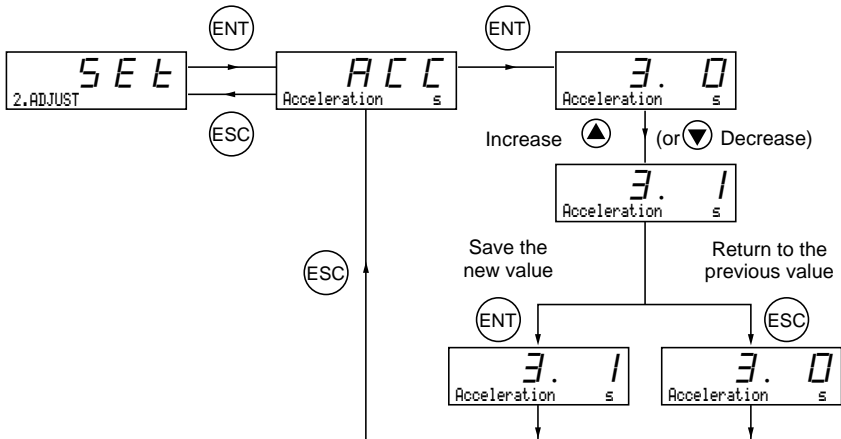 ENT
ENT
SEt
2.ADJUST
ACC
Acceleration s
3. 0
Acceleration s
ESC
Increase (or Decrease)
3. 1
Acceleration s
Save the
new value
Return to the
previous value
ESC
ENT
ESC
3. 1
Acceleration s
3. 0
Acceleration s